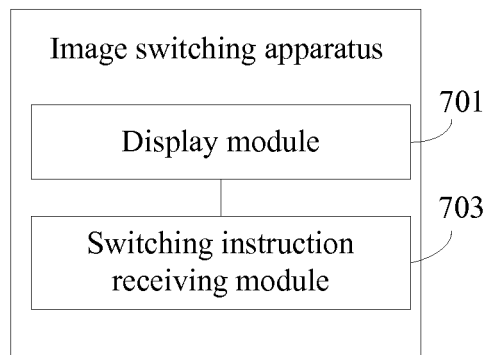 Image switching apparatus
701
Display module
703
Switching instruction
receiving module